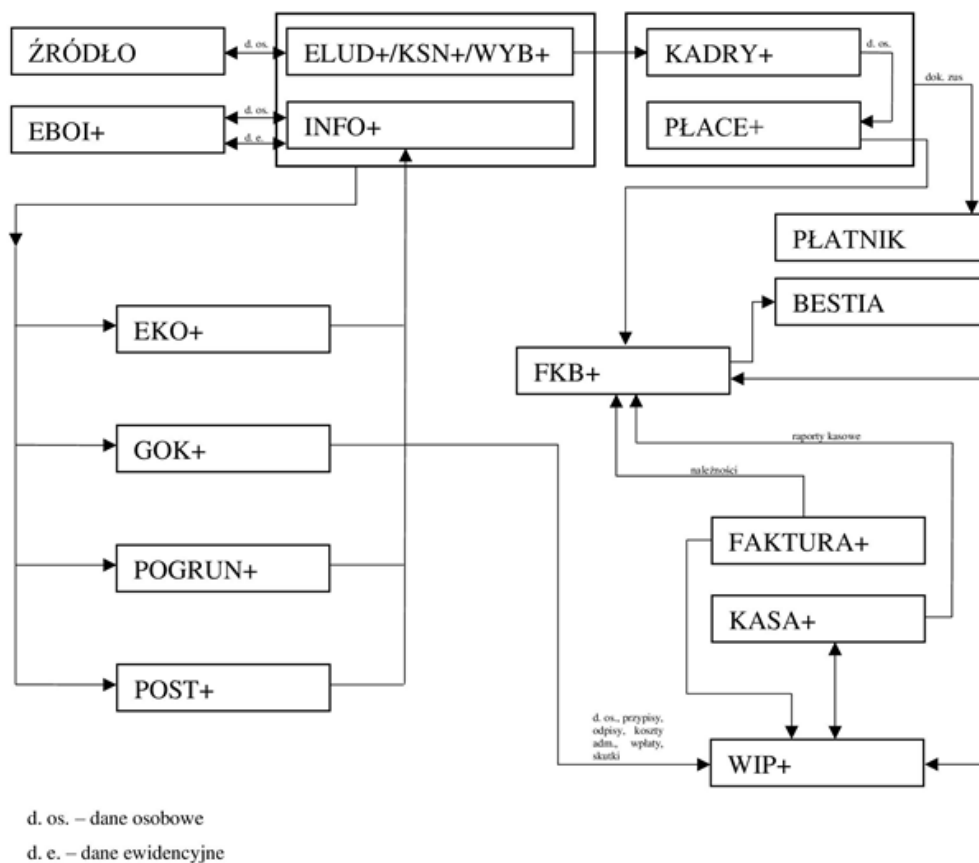 ŹRÓDŁO
d. os.
ELUD+/KSN+/WYB+
KADRY+
d. os.
dok. zus
EBOI+
d. os.
d. e.
INFO+
PŁACE+
PŁATNIK
BESTIA
EKO+
FKB+
GOK+
raporty kasowe
należności
FAKTURA+
POGRUN+
KASA+
POST+
d. os., przypisy,
odpisy, koszty
adm., wpłaty,
skutki
WIP+
d. os. – dane osobowe
d. e. – dane ewidencyjne